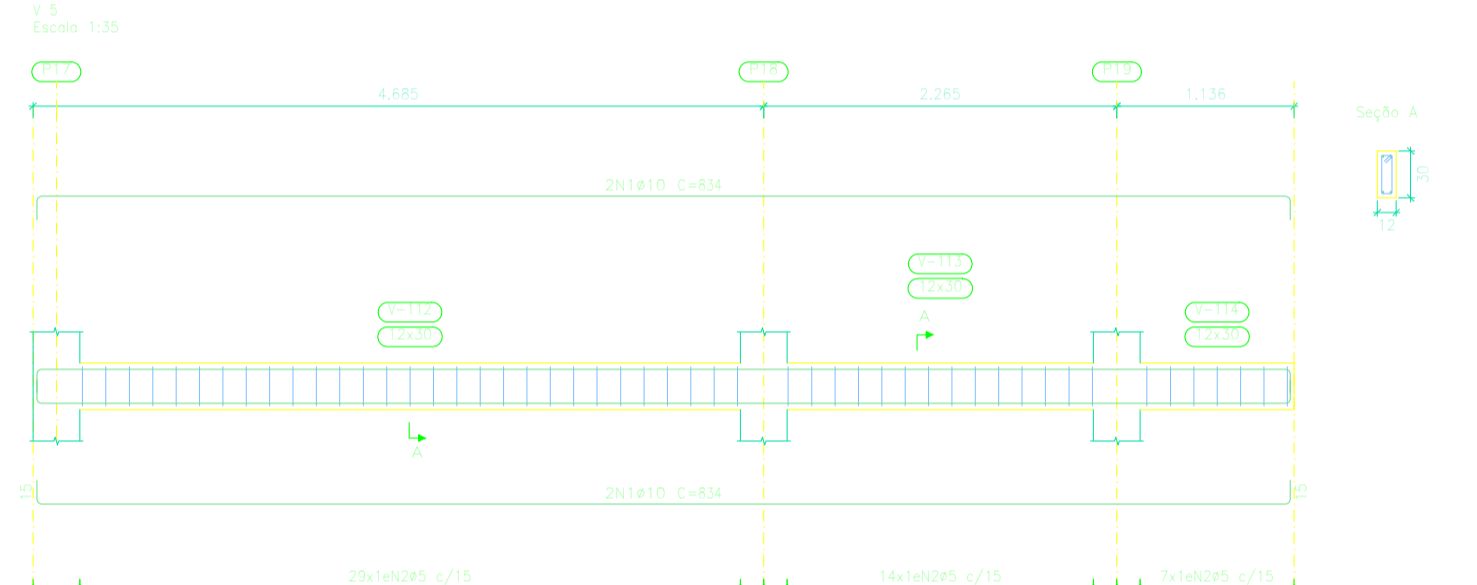 V 5
Escala 1:35
P17
P18
P19
4.685
2.265
1.136
Seção A
30
12
2N1ø10 C=834
V-113
12x30
V-112
12x30
V-114
12x30
A
A
15
2N1ø10 C=834
15
29x1eN2ø5 c/15
14x1eN2ø5 c/15
7x1eN2ø5 c/15